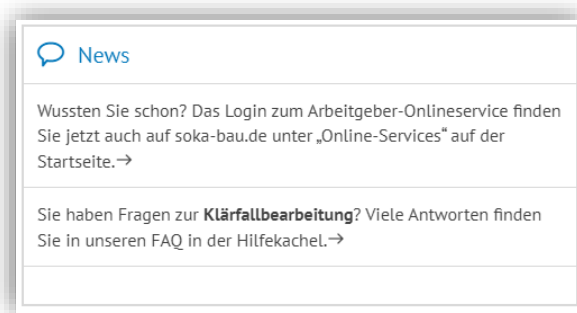 News
Wussten Sie schon? Das Login zum Arbeitgeber-Onlineservice finden
Sie jetzt auch auf soka-bau.de unter „Online-Services“ auf der
Startseite.→
Sie haben Fragen zur Klärfallbearbeitung? Viele Antworten finden
Sie in unseren FAQ in der Hilfekachel.→